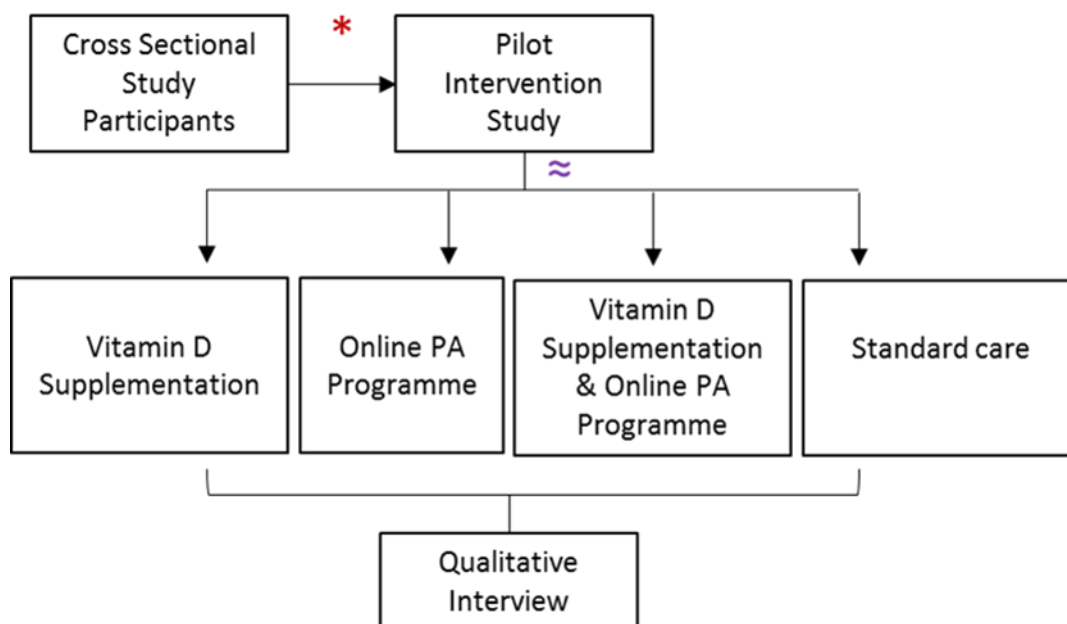 Cross Sectional
Study
Participants
*
Pilot
Intervention
Study
≈
Vitamin D
Supplementation
Online PA
Programme
Vitamin D
Supplementation
& Online PA
Programme
Standard care
Qualitative
Interview